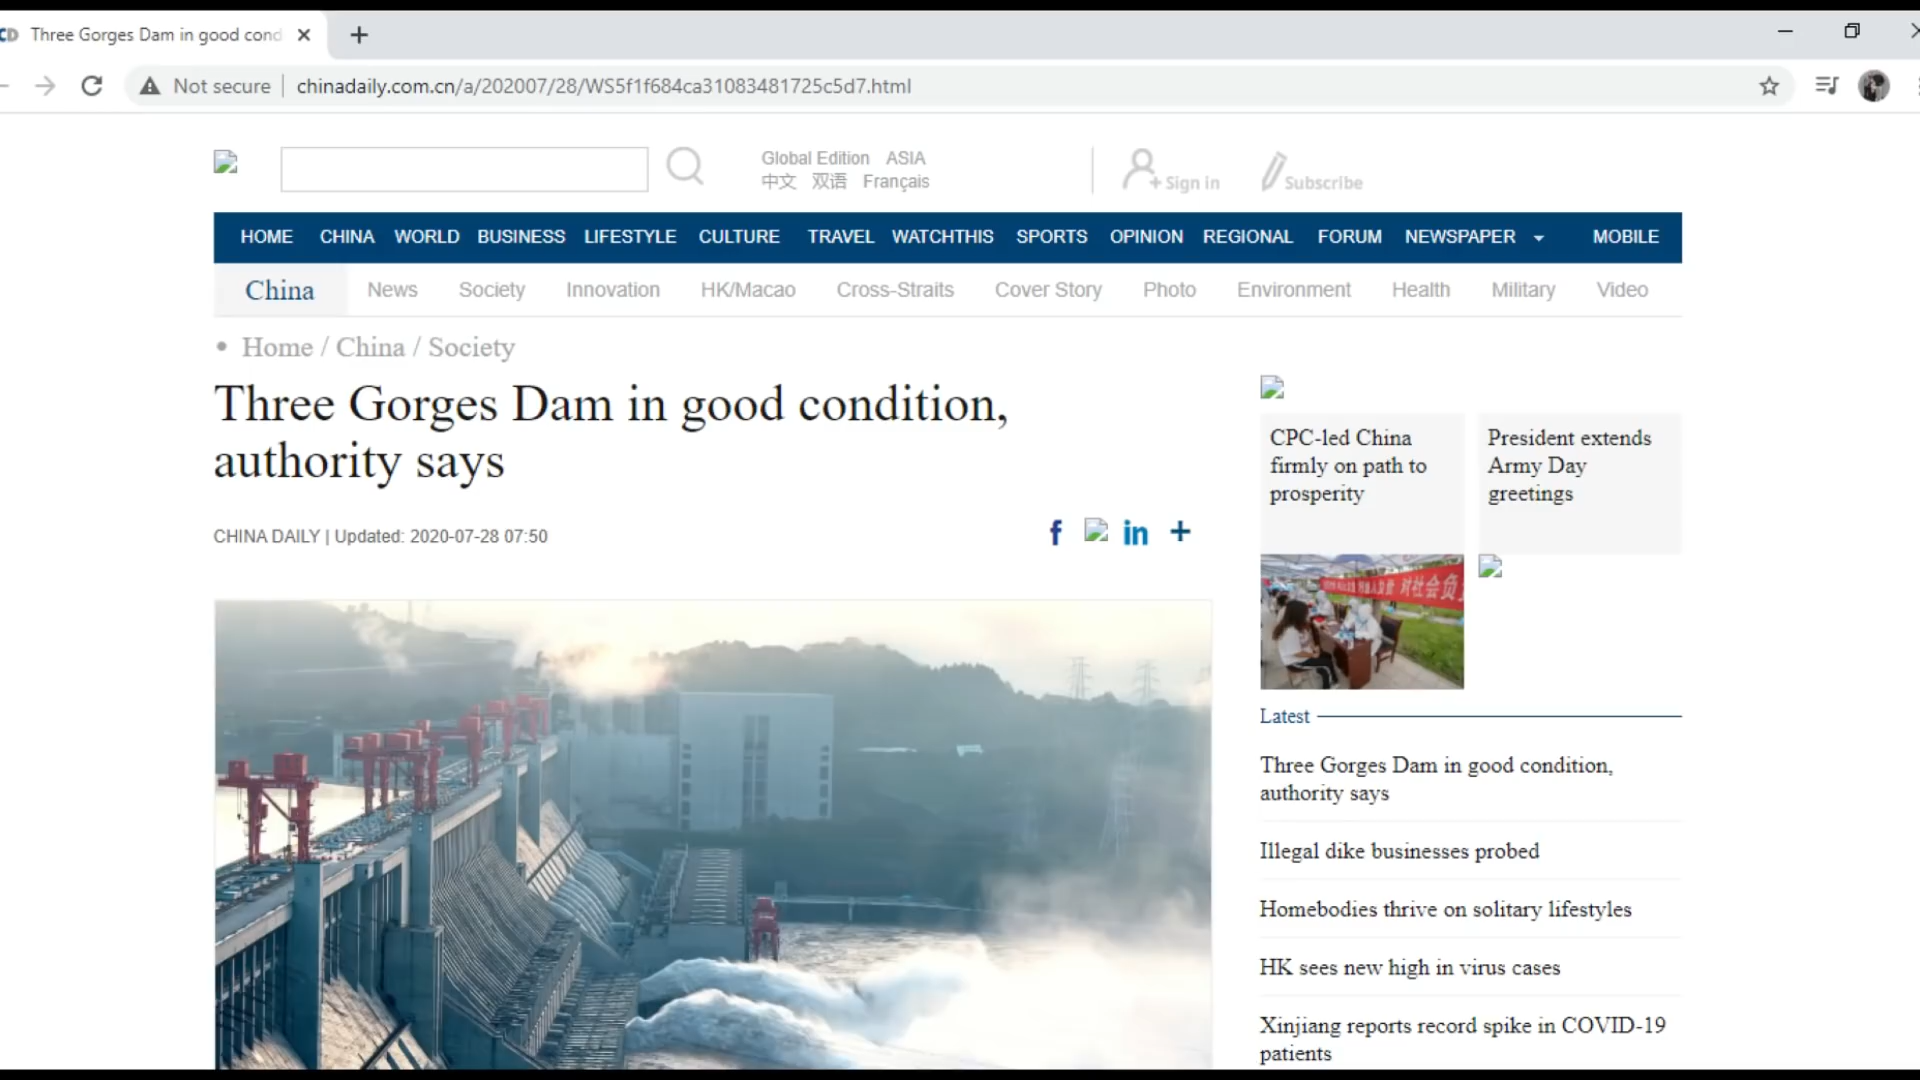 Three Gorges Dam in good cond
Not secure
chinadaily.com.cn/a/202007/28/WS5f1f684ca31083481725c5d7.html
Global Edition ASIA
中文 双语 Français
Sign in
Subscribe
HOME CHINA WORLD BUSINESS LIFESTYLE CULTURE TRAVEL WATCHTHIS SPORTS OPINION REGIONAL FORUM NEWSPAPER MOBILE
China News Society Innovation HK/Macao Cross-Straits Cover Story Photo Environment Health Military Video
• Home / China / Society
Three Gorges Dam in good condition,
authority says
CHINA DAILY | Updated: 2020-07-28 07:50
f in +
CPC-led China
firmly on path to
prosperity
President extends
Army Day
greetings
对社会负
Latest
Three Gorges Dam in good condition,
authority says
Illegal dike businesses probed
Homebodies thrive on solitary lifestyles
HK sees new high in virus cases
Xinjiang reports record spike in COVID-19
patients